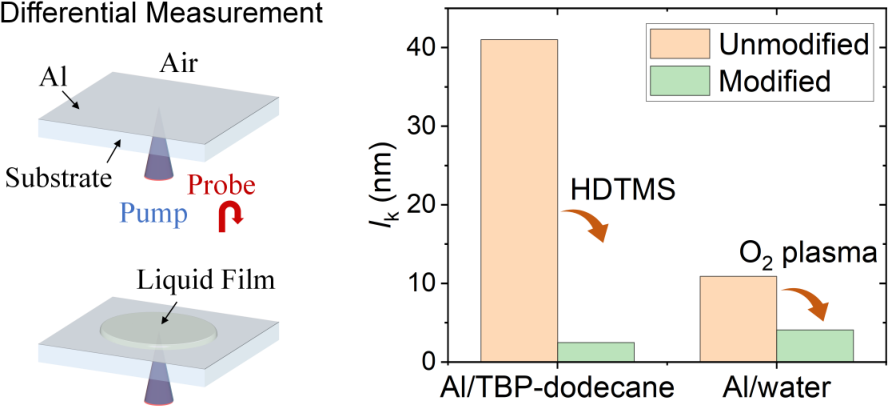 Differential Measurement
Air
Al
Substrate
Probe
Pump
Liquid Film
Unmodified
Modified
lk (nm)
40
30
20
10
0
HDTMS
O2 plasma
Al/TBP-dodecane
Al/water